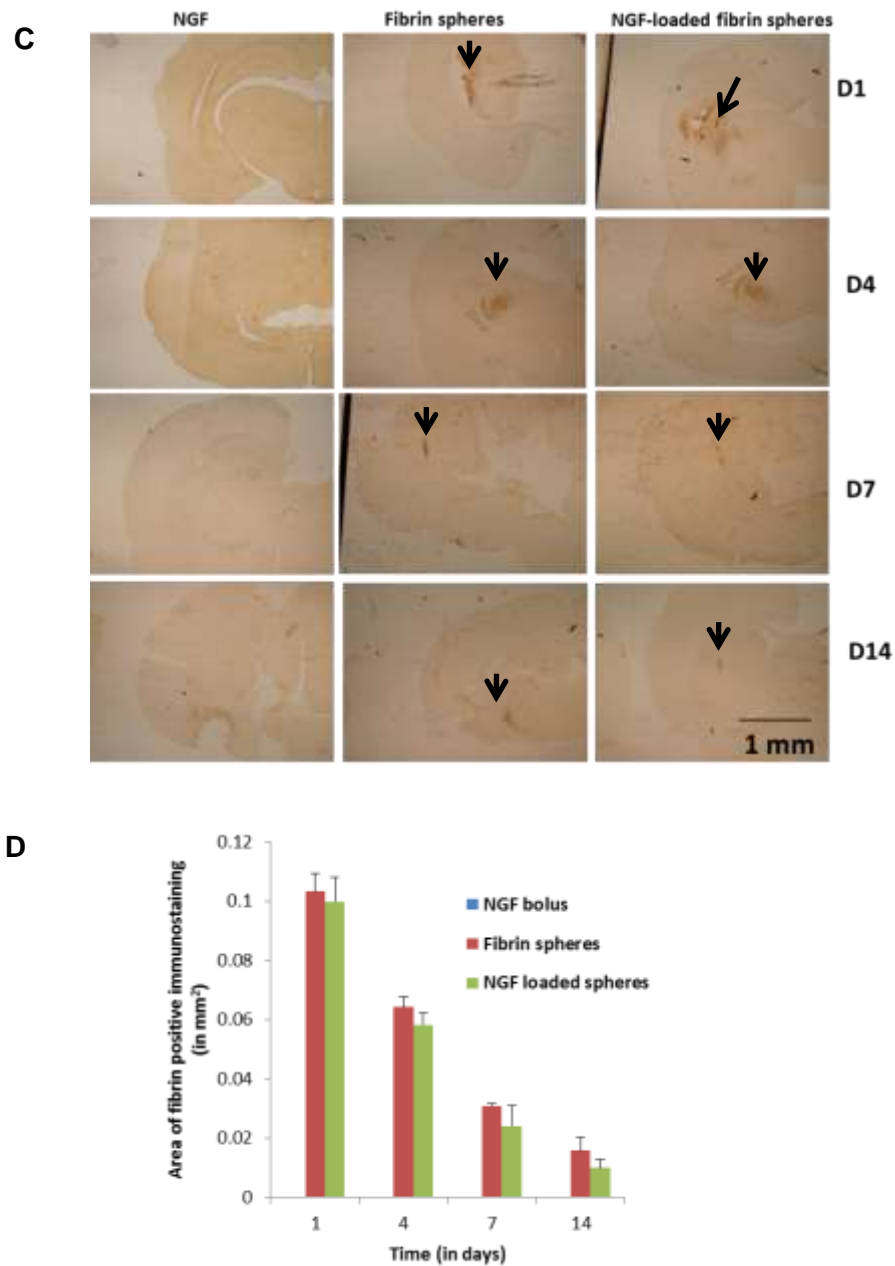 C
NGF
Fibrin spheres
NGF-loaded fibrin spheres
D1
D4
D7
D14
1 mm
D
Area of fibrin positive immunostaining
(in mm²)
0.12
0.1
0.08
0.06
0.04
0.02
0
NGF bolus
Fibrin spheres
NGF loaded spheres
1 4 7 14
Time (in days)